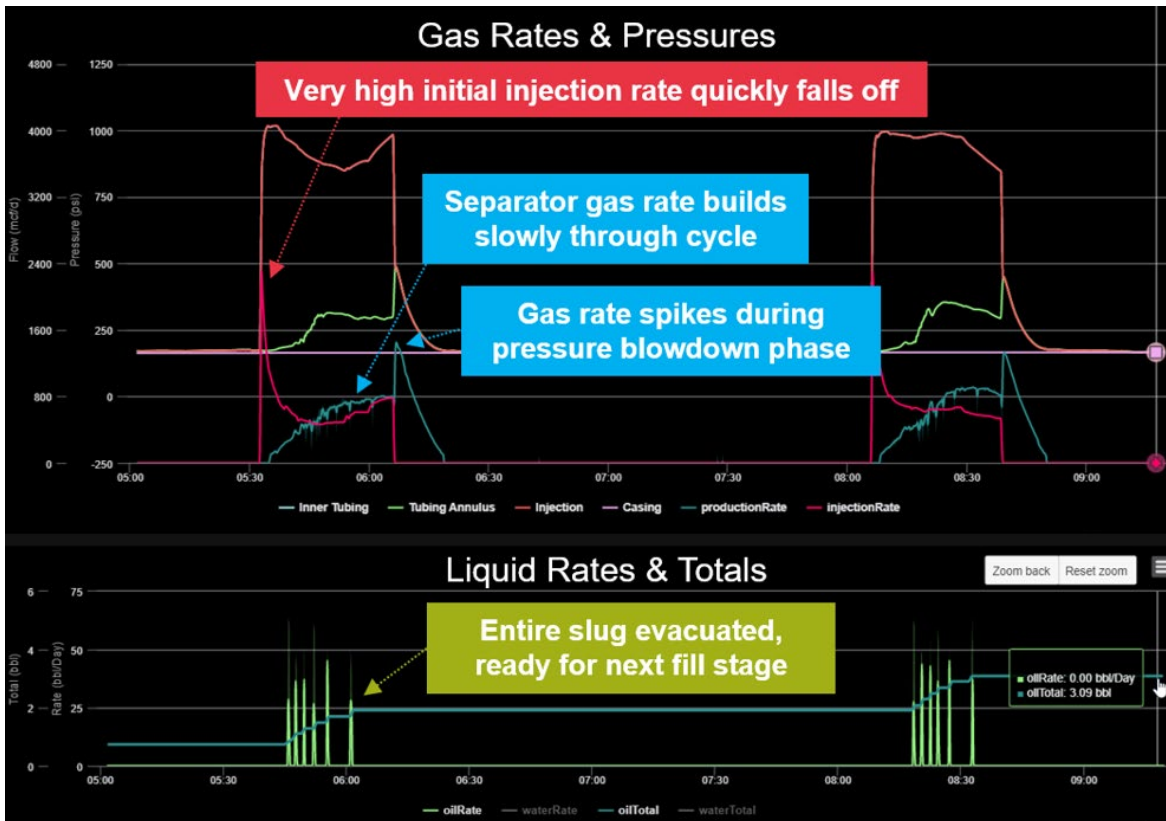 Gas Rates & Pressures
4800
1250
Very high initial injection rate quickly falls off
4000
1000
Separator gas rate builds
slowly through cycle
3200
750
Flow (mcf/d)
Pressure (psi)
2400
500
Gas rate spikes during
pressure blowdown phase
1600
250
800
0
0
-250
05:00 05:30 06:00 06:30 07:00 07:30 08:00 08:30 09:00
Inner Tubing Tubing Annulus Injection Casing productionRate injectionRate
Liquid Rates & Totals
Zoom back Reset zoom
6
75
Entire slug evacuated,
ready for next fill stage
4
50
Total (bbl)
Rate (bbl/Day)
oilRate: 0.00 bbl/Day
oilTotal: 3.09 bbl
2
25
0
0
05:00 05:30 06:00 06:30 07:00 07:30 08:00 08:30 09:00
oilRate waterRate oilTotal waterTotal